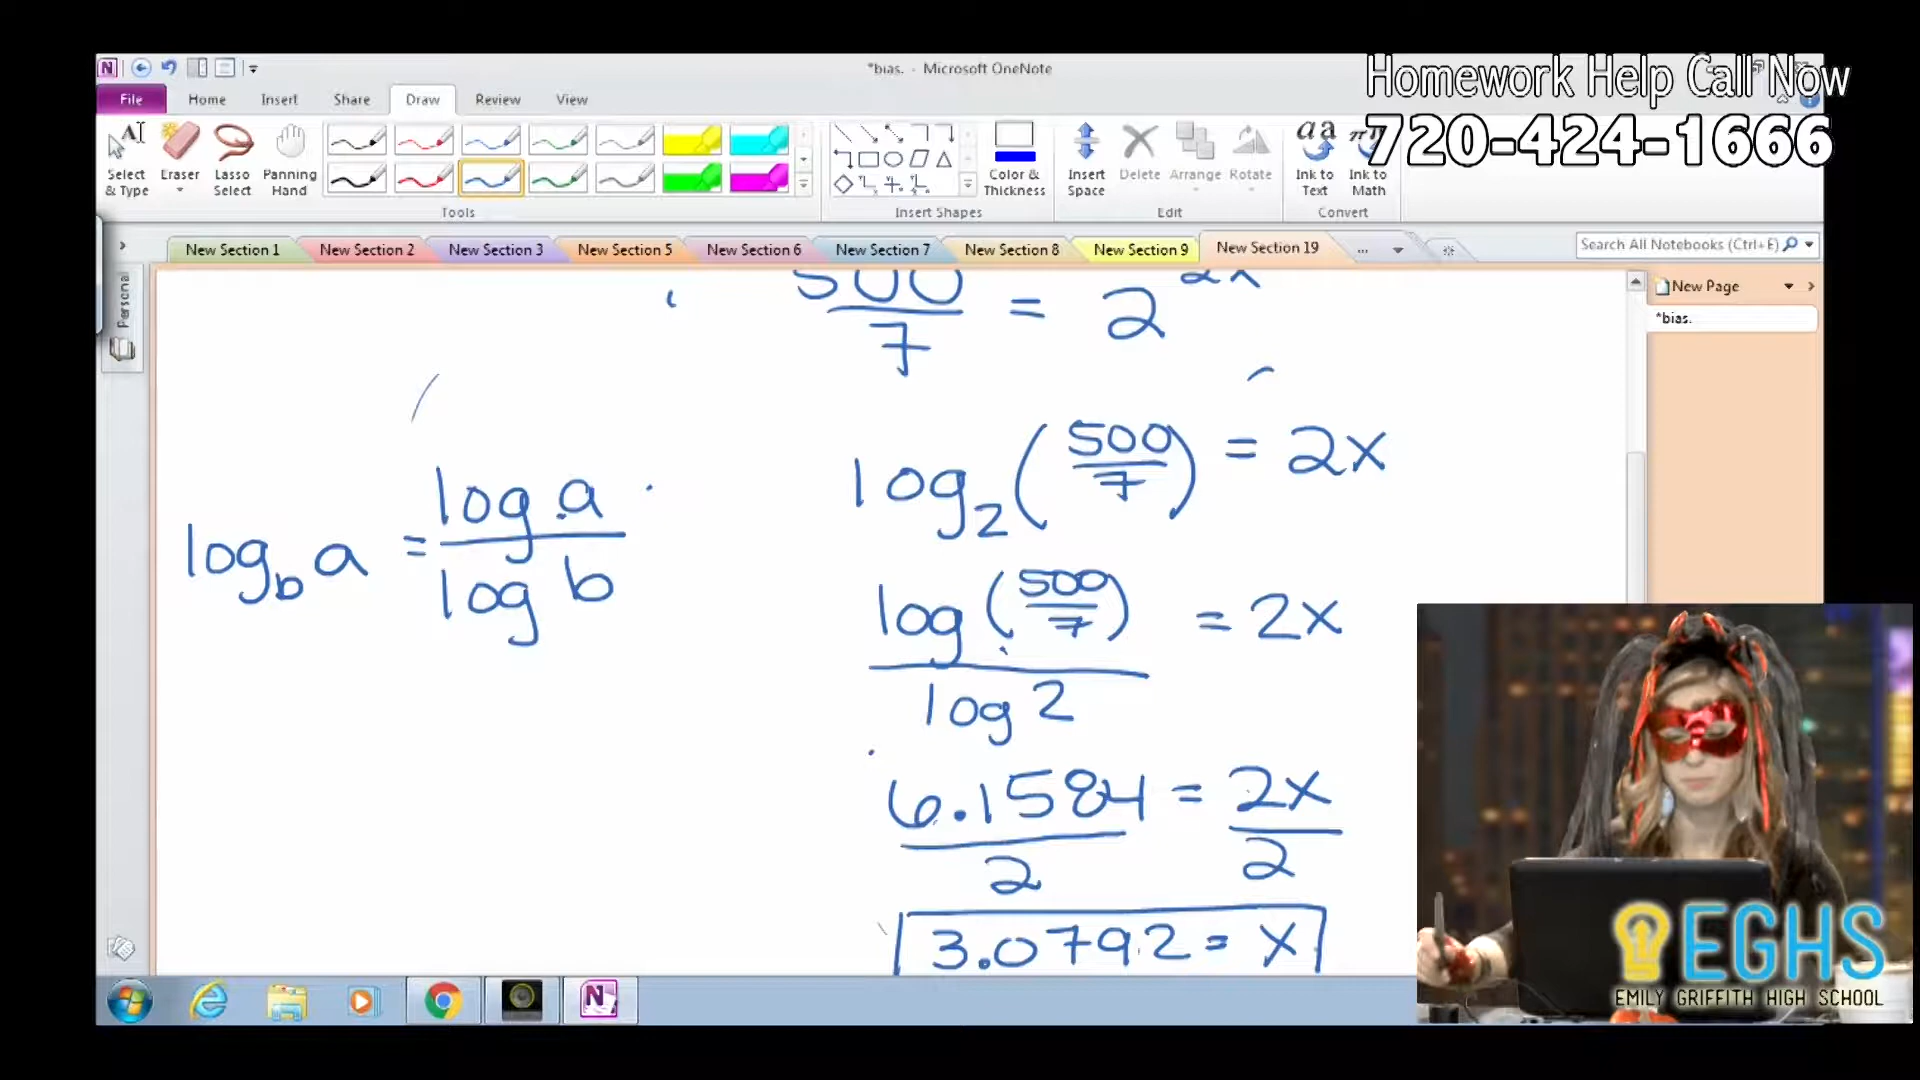 *bias. - Microsoft OneNote
Homework Help Call Now
720-424-1666
File Home Insert Share Draw Review View
Select & Type
Eraser
Lasso Select
Panning Hand
Color & Thickness
Insert Space
Delete
Arrange
Rotate
Ink to Text
Ink to Math
Tools
Insert Shapes
Edit
Convert
New Section 1 New Section 2 New Section 3 New Section 5 New Section 6 New Section 7 New Section 8 New Section 9 New Section 19 ...
Search All Notebooks (Ctrl+E)
Personal
New Page
*bias.
500/7 = 2^2x
log_b a = log a / log b
log_2 (500/7) = 2x
log (500/7) / log 2 = 2x
6.1584 / 2 = 2x / 2
3.0792 = x
EGHS
EMILY GRIFFITH HIGH SCHOOL